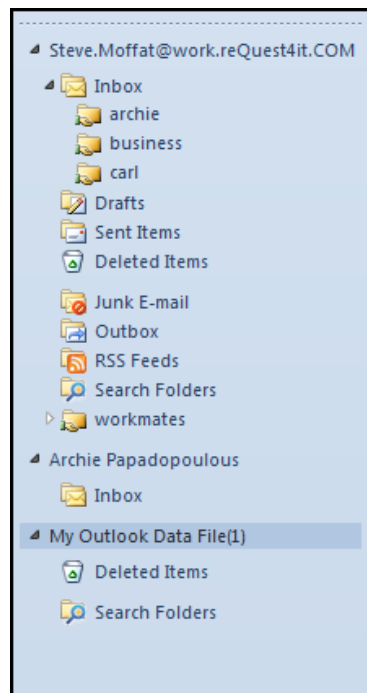 Steve.Moffat@work.reQuest4it.COM
Inbox
archie
business
carl
Drafts
Sent Items
Deleted Items
Junk E-mail
Outbox
RSS Feeds
Search Folders
workmates
Archie Papadopoulous
Inbox
My Outlook Data File(1)
Deleted Items
Search Folders